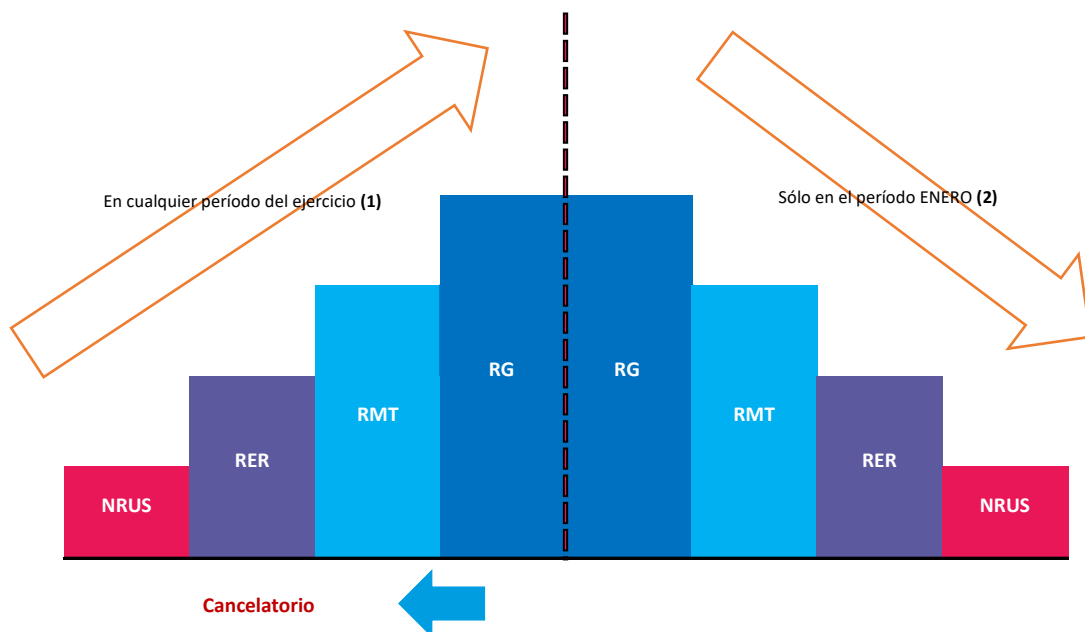 En cualquier período del ejercicio (1)
Sólo en el período ENERO (2)
RG
RG
RMT
RMT
RER
RER
NRUS
NRUS
Cancelatorio